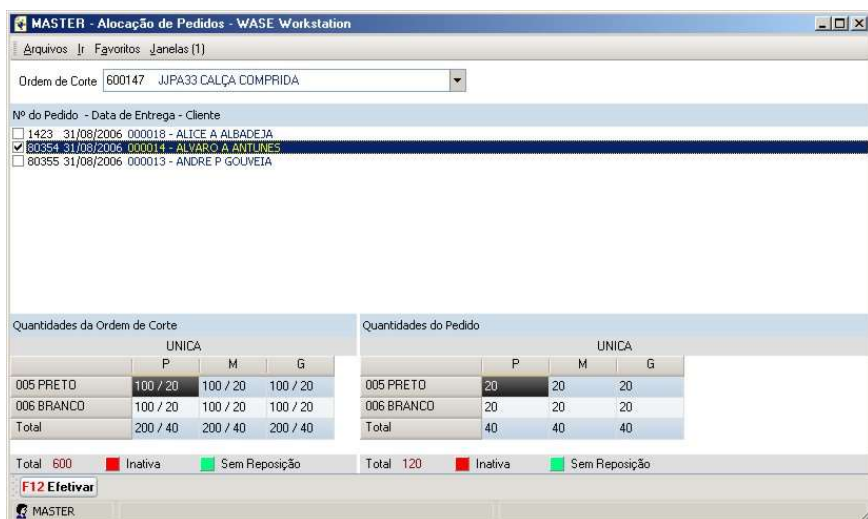 MASTER - Alocação de Pedidos - WASE Workstation
Arquivos Ir Favoritos Janelas (1)
Ordem de Corte 600147 JJPA33 CALÇA COMPRIDA
Nº do Pedido - Data de Entrega - Cliente
1423 31/08/2006 000018 - ALICE A ALBADEJA
80354 31/08/2006 000014 - ALVARO A ANTUNES
80355 31/08/2006 000013 - ANDRE P GOUVEIA
Quantidades da Ordem de Corte
UNICA
P M G
005 PRETO 100 / 20 100 / 20 100 / 20
006 BRANCO 100 / 20 100 / 20 100 / 20
Total 200 / 40 200 / 40 200 / 40
Total 600 Inativa Sem Reposição
Quantidades do Pedido
UNICA
P M G
005 PRETO 20 20 20
006 BRANCO 20 20 20
Total 40 40 40
Total 120 Inativa Sem Reposição
F12 Efetivar
MASTER